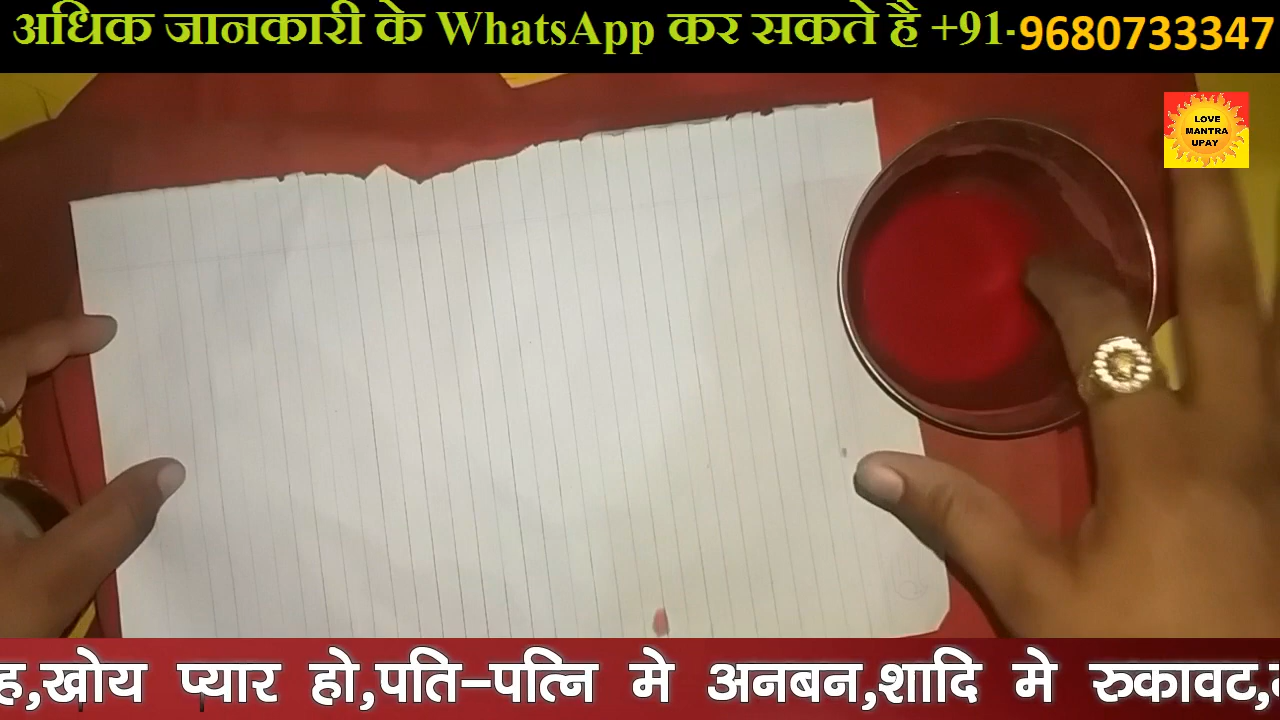 अधिक जानकारी के WhatsApp कर सकते है +91-9680733347
LOVE
MANTRA
UPAY
ह,खोय प्यार हो,पति-पत्नि मे अनबन,शादि मे रुकावट,